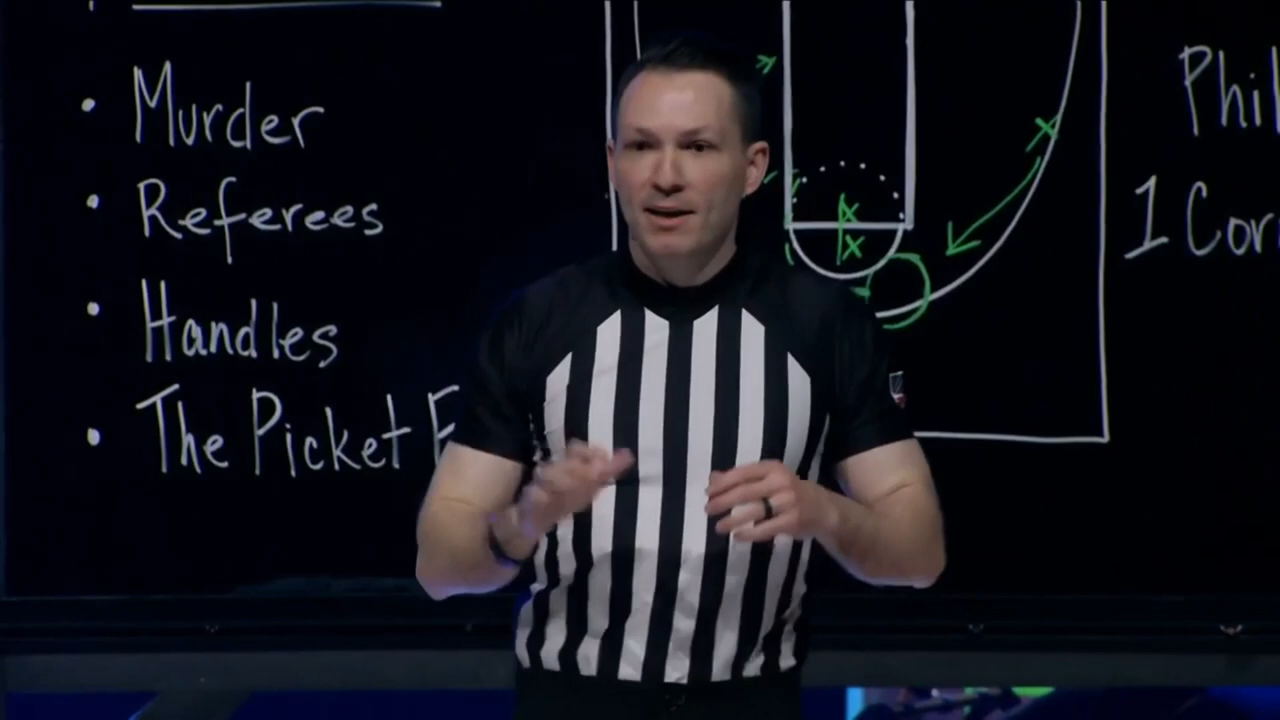 • Murder
• Referees
• Handles
• The Picket
Phil
1 Cor